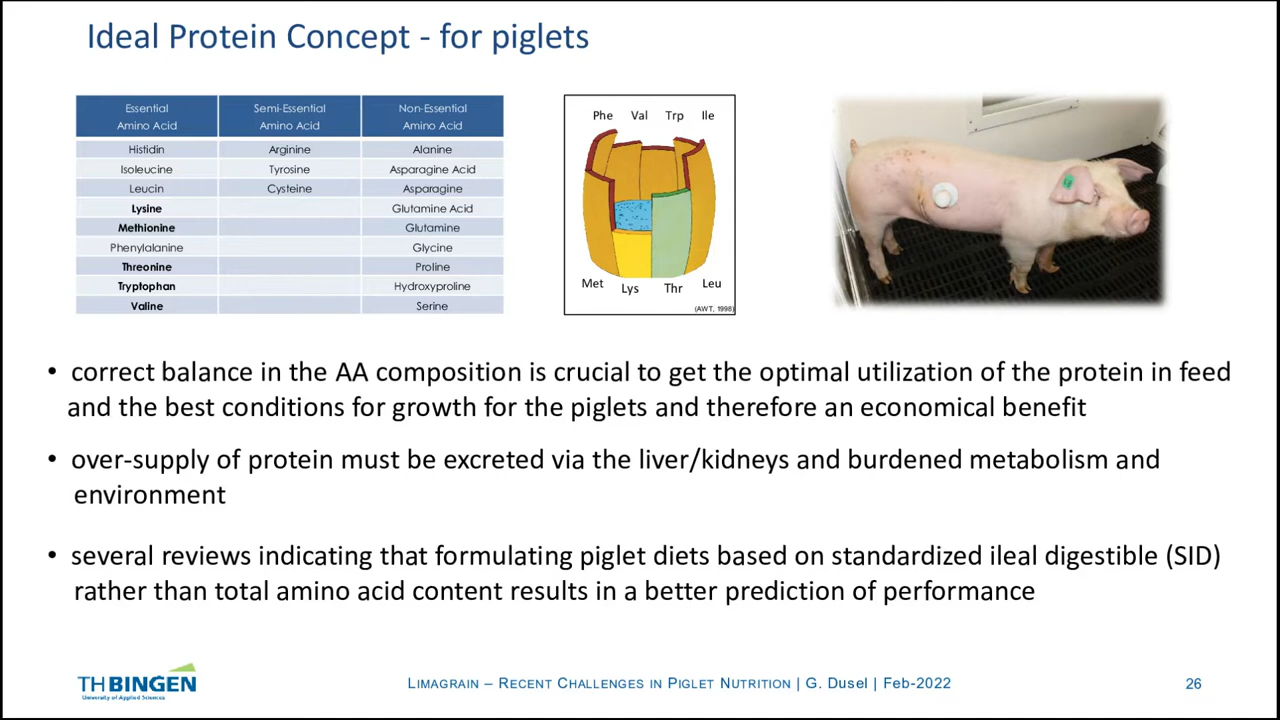 Ideal Protein Concept - for piglets
Essential Amino Acid Semi-Essential Amino Acid Non-Essential Amino Acid
Histidin Arginine Alanine
Isoleucine Tyrosine Asparagine Acid
Leucin Cysteine Asparagine
Lysine Glutamine Acid
Methionine Glutamine
Phenylalanine Glycine
Threonine Proline
Tryptophan Hydroxyproline
Valine Serine
Phe Val Trp Ile
Met Lys Thr Leu
(AWT, 1998)
• correct balance in the AA composition is crucial to get the optimal utilization of the protein in feed
and the best conditions for growth for the piglets and therefore an economical benefit
• over-supply of protein must be excreted via the liver/kidneys and burdened metabolism and
environment
• several reviews indicating that formulating piglet diets based on standardized ileal digestible (SID)
rather than total amino acid content results in a better prediction of performance
TH BINGEN
University of Applied Sciences
LIMAGRAIN – RECENT CHALLENGES IN PIGLET NUTRITION | G. Dusel | Feb-2022
26